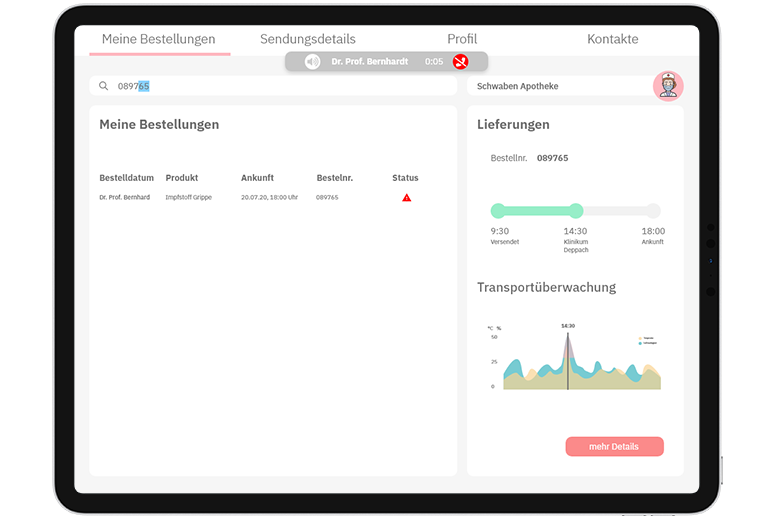 Meine Bestellungen Sendungsdetails Profil Kontakte
Dr. Prof. Bernhardt 0:05
089765
Schwaben Apotheke
Meine Bestellungen
Bestelldatum Produkt Ankunft Bestelnr. Status
Dr. Prof. Bernhard Impfstoff Grippe 20.07.20, 18:00 Uhr 089765
Lieferungen
Bestellnr. 089765
9:30 14:30 18:00
Versendet Klinikum Ankunft
Deppach
Transportüberwachung
14:30
°C %
50
25
0
mehr Details